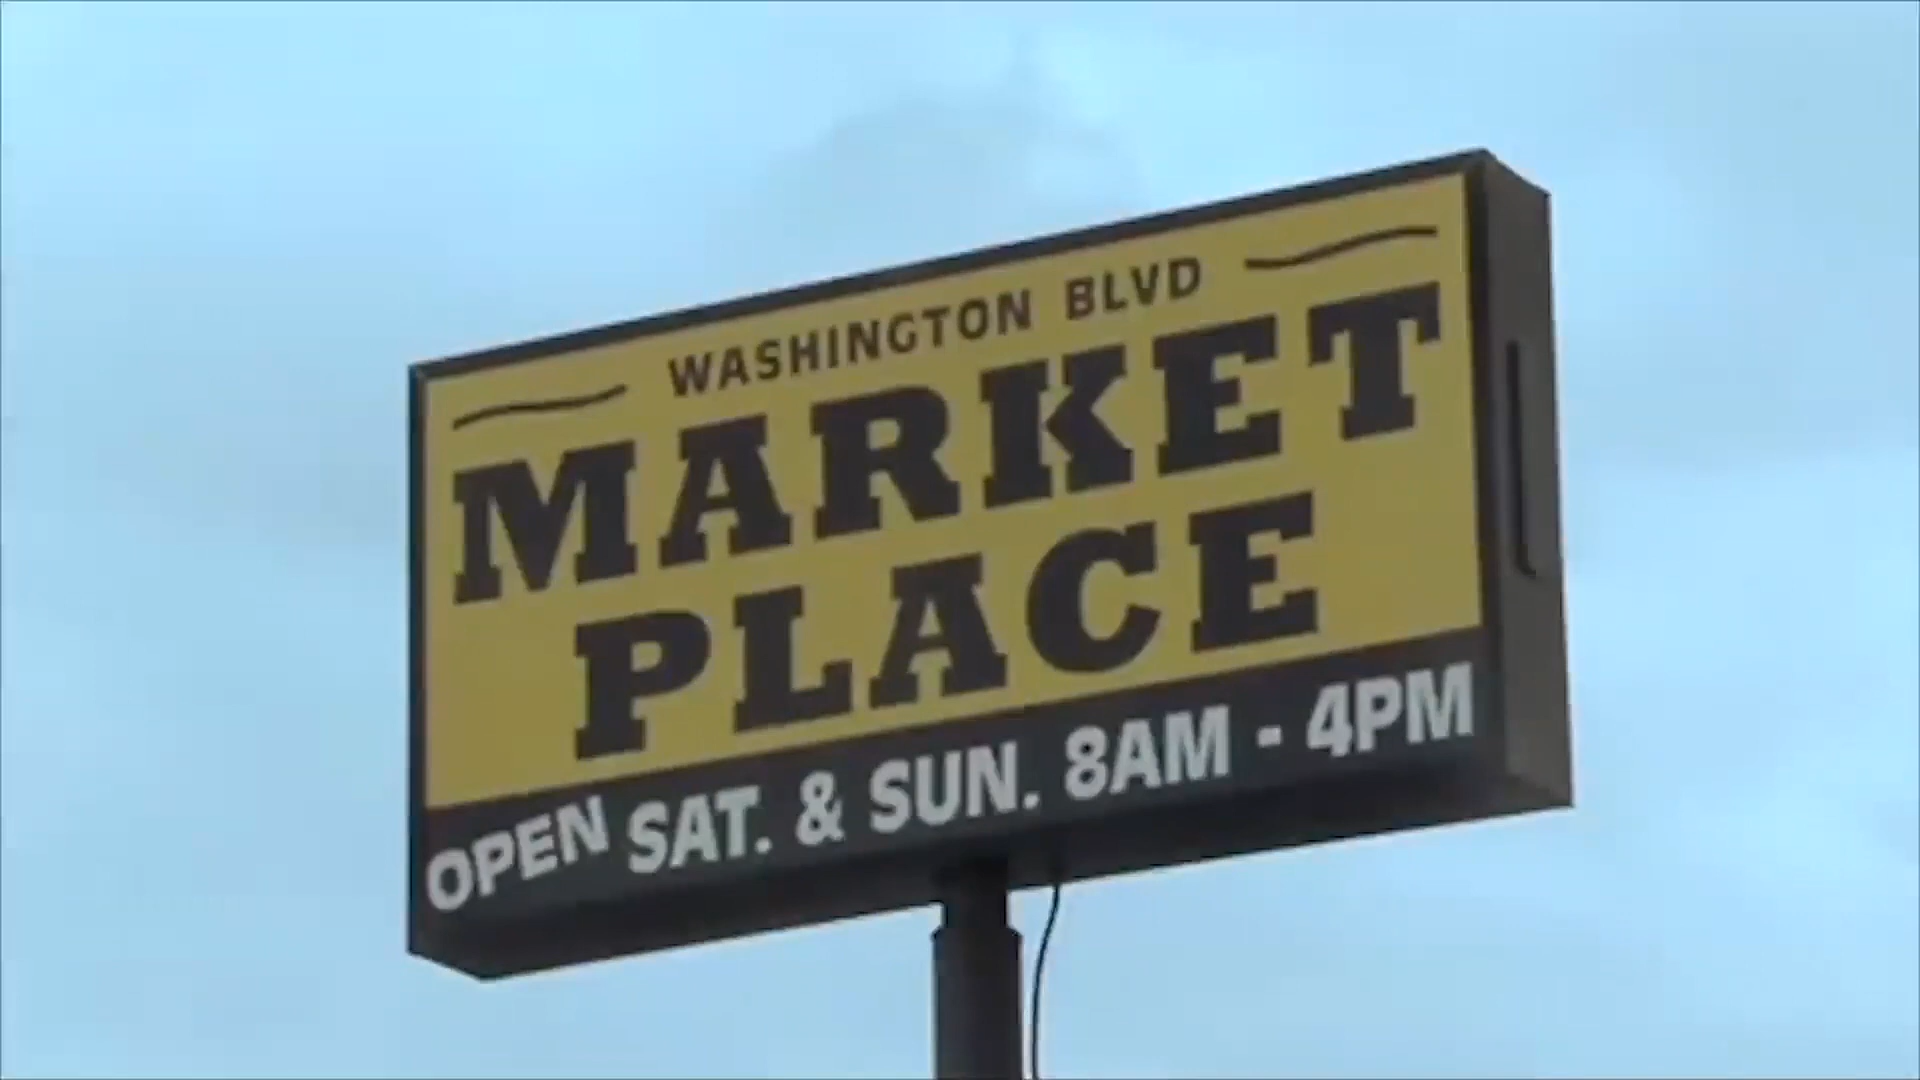 WASHINGTON BLVD
MARKET
PLACE
OPEN SAT. & SUN. 8AM - 4PM